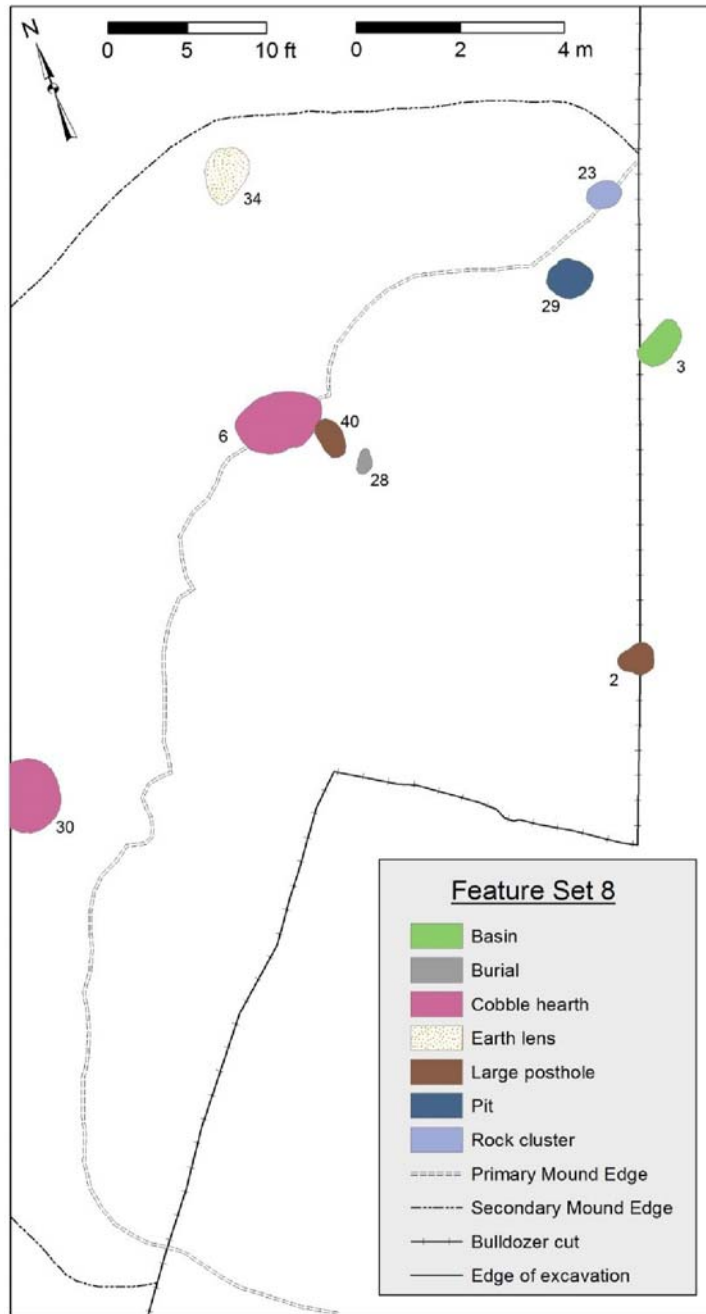 N
0 5 10 ft
0 2 4 m
23
34
29
3
40
6
28
2
30
Feature Set 8
Basin
Burial
Cobble hearth
Earth lens
Large posthole
Pit
Rock cluster
Primary Mound Edge
Secondary Mound Edge
Bulldozer cut
Edge of excavation